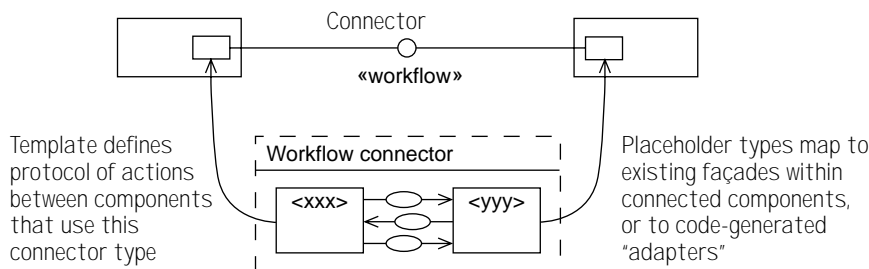 Connector
«workflow»
Template defines
protocol of actions
between components
that use this
connector type
Workflow connector
<xxx>
<yyy>
Placeholder types map to
existing façades within
connected components,
or to code-generated
“adapters”